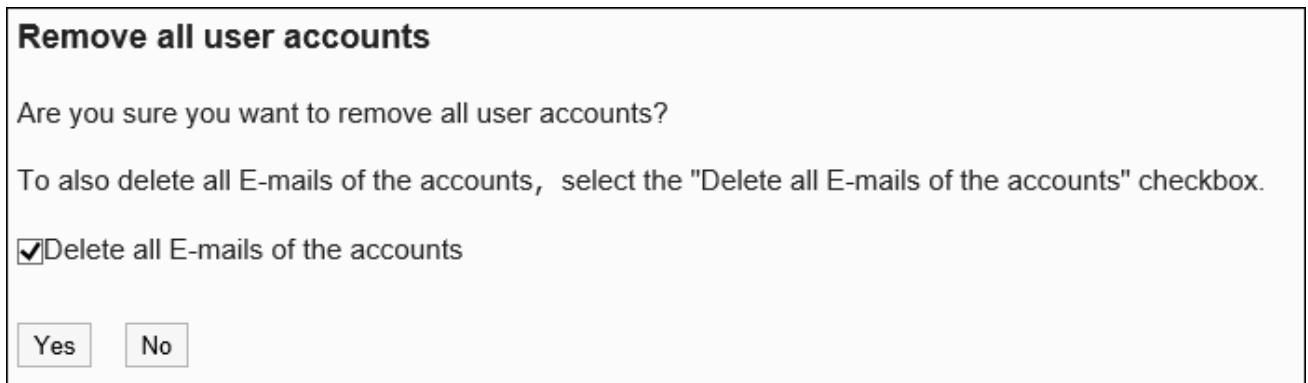 Remove all user accounts
Are you sure you want to remove all user accounts?
To also delete all E-mails of the accounts, select the "Delete all E-mails of the accounts" checkbox.
Delete all E-mails of the accounts
Yes No